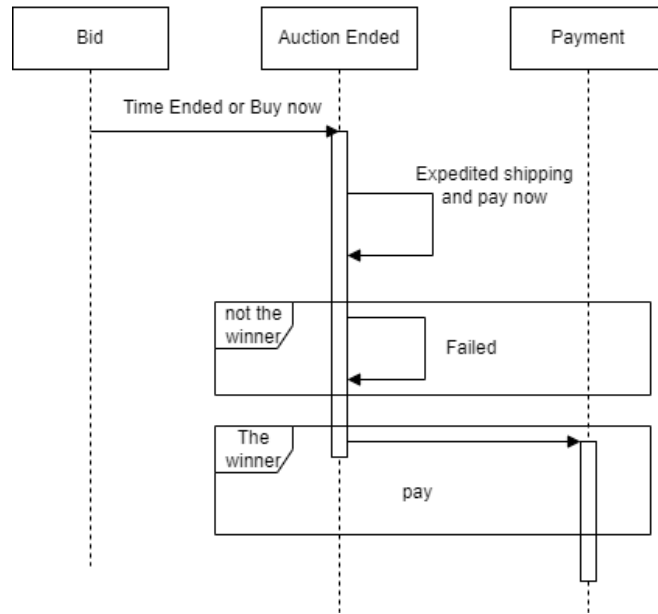 Bid
Auction Ended
Payment
Time Ended or Buy now
Expedited shipping
and pay now
not the
winner
Failed
The
winner
pay